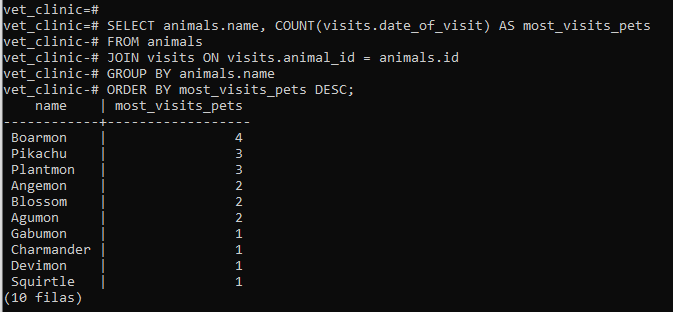 vet_clinic=#
vet_clinic=# SELECT animals.name, COUNT(visits.date_of_visit) AS most_visits_pets
vet_clinic-# FROM animals
vet_clinic-# JOIN visits ON visits.animal_id = animals.id
vet_clinic-# GROUP BY animals.name
vet_clinic-# ORDER BY most_visits_pets DESC;
    name    | most_visits_pets
------------+------------------
 Boarmon    |                4
 Pikachu    |                3
 Plantmon   |                3
 Angemon    |                2
 Blossom    |                2
 Agumon     |                2
 Gabumon    |                1
 Charmander |                1
 Devimon    |                1
 Squirtle   |                1
(10 filas)